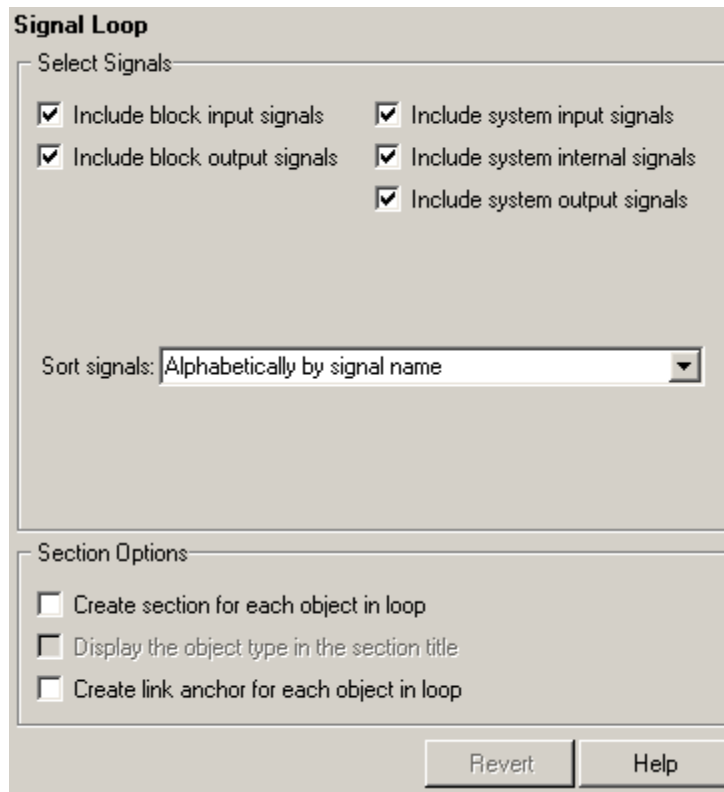 Signal Loop
Select Signals
Include block input signals
Include system input signals
Include block output signals
Include system internal signals
Include system output signals
Sort signals: Alphabetically by signal name
Section Options
Create section for each object in loop
Display the object type in the section title
Create link anchor for each object in loop
Revert
Help